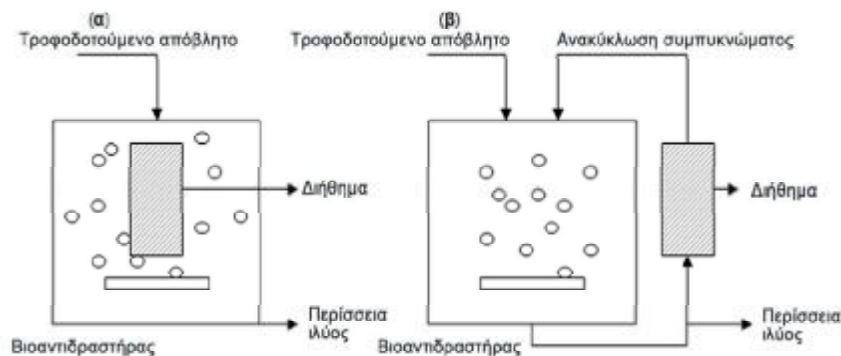 (α)
Τροφοδοτούμενο απόβλητο
Διήθημα
Περίσσεια
ιλύος
Βιοαντιδραστήρας
(β)
Τροφοδοτούμενο απόβλητο
Ανακύκλωση συμπυκνώματος
Διήθημα
Περίσσεια
ιλύος
Βιοαντιδραστήρας